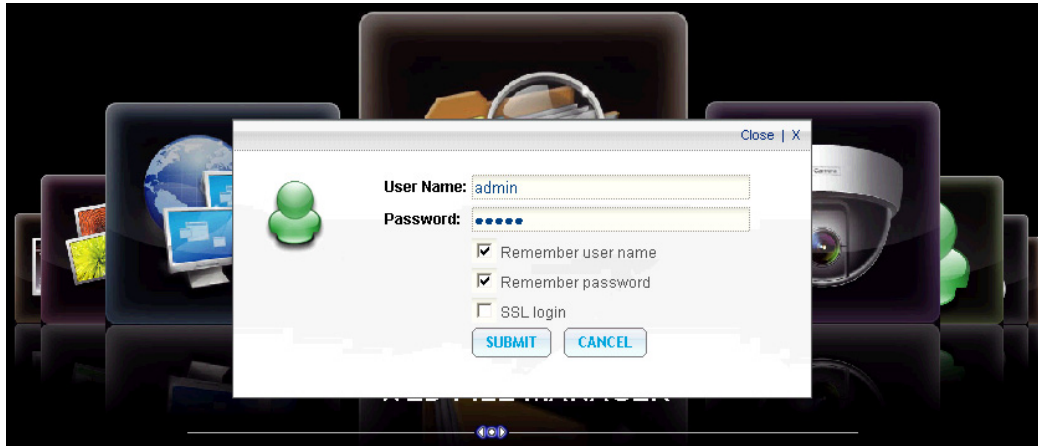 Close | X
User Name: admin
Password: •••••
Remember user name
Remember password
SSL login
SUBMIT CANCEL